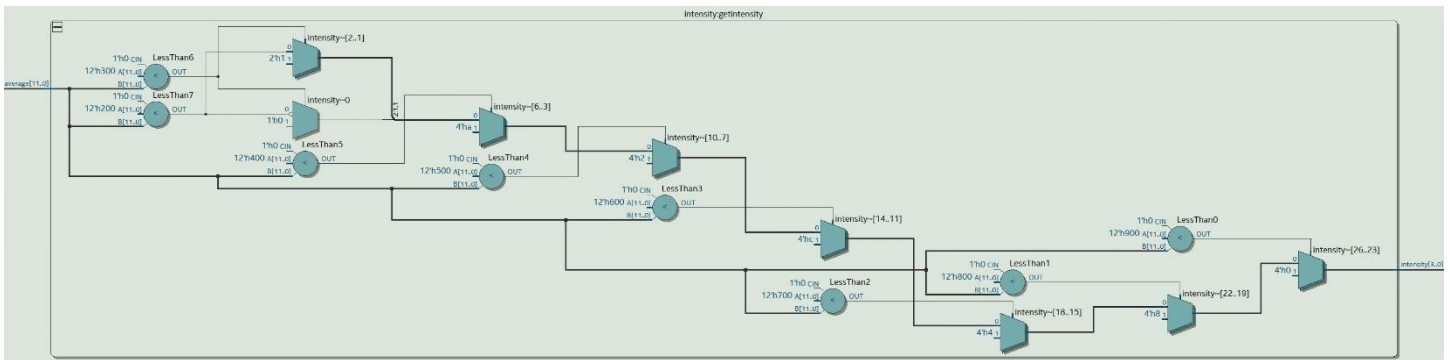 intensity:getintensity
average[11..0]
1'h0 CIN
LessThan6
12'h300 A[11..0]
OUT
B[11..0]
<
1'h0 CIN
LessThan7
12'h200 A[11..0]
OUT
B[11..0]
<
intensity~[2..1]
0
2'h1 1
intensity~0
0
1'h0 1
2:1,1
intensity~[6..3]
0
4'ha 1
1'h0 CIN
LessThan5
12'h400 A[11..0]
OUT
B[11..0]
<
1'h0 CIN
LessThan4
12'h500 A[11..0]
OUT
B[11..0]
<
intensity~[10..7]
0
4'h2 1
1'h0 CIN
LessThan3
12'h600 A[11..0]
OUT
B[11..0]
<
intensity~[14..11]
0
4'hc 1
1'h0 CIN
LessThan2
12'h700 A[11..0]
OUT
B[11..0]
<
intensity~[18..15]
0
4'h4 1
1'h0 CIN
LessThan1
12'h800 A[11..0]
OUT
B[11..0]
<
intensity~[22..19]
0
4'h8 1
1'h0 CIN
LessThan0
12'h900 A[11..0]
OUT
B[11..0]
<
intensity~[26..23]
0
4'h0 1
intensity[3..0]